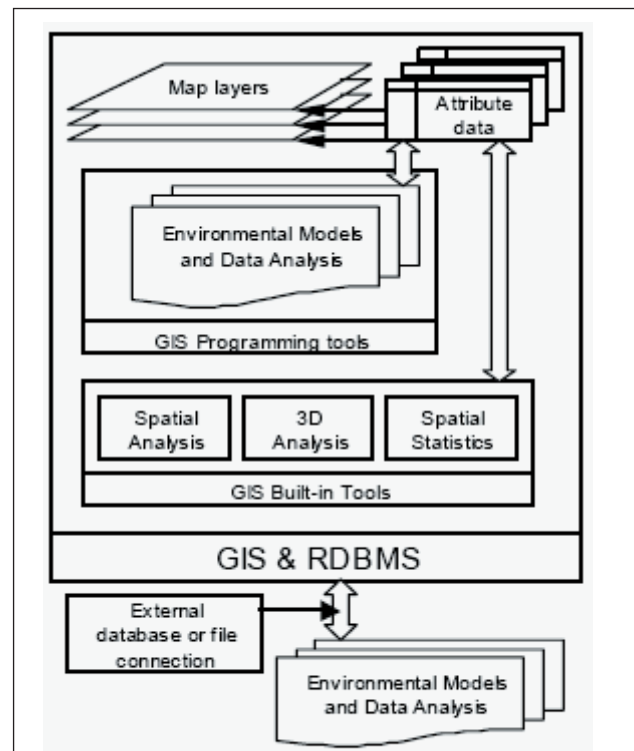 Map layers
Attribute
data
Environmental Models
and Data Analysis
GIS Programming tools
Spatial
Analysis
3D
Analysis
Spatial
Statistics
GIS Built-in Tools
GIS & RDBMS
External
database or file
connection
Environmental Models
and Data Analysis